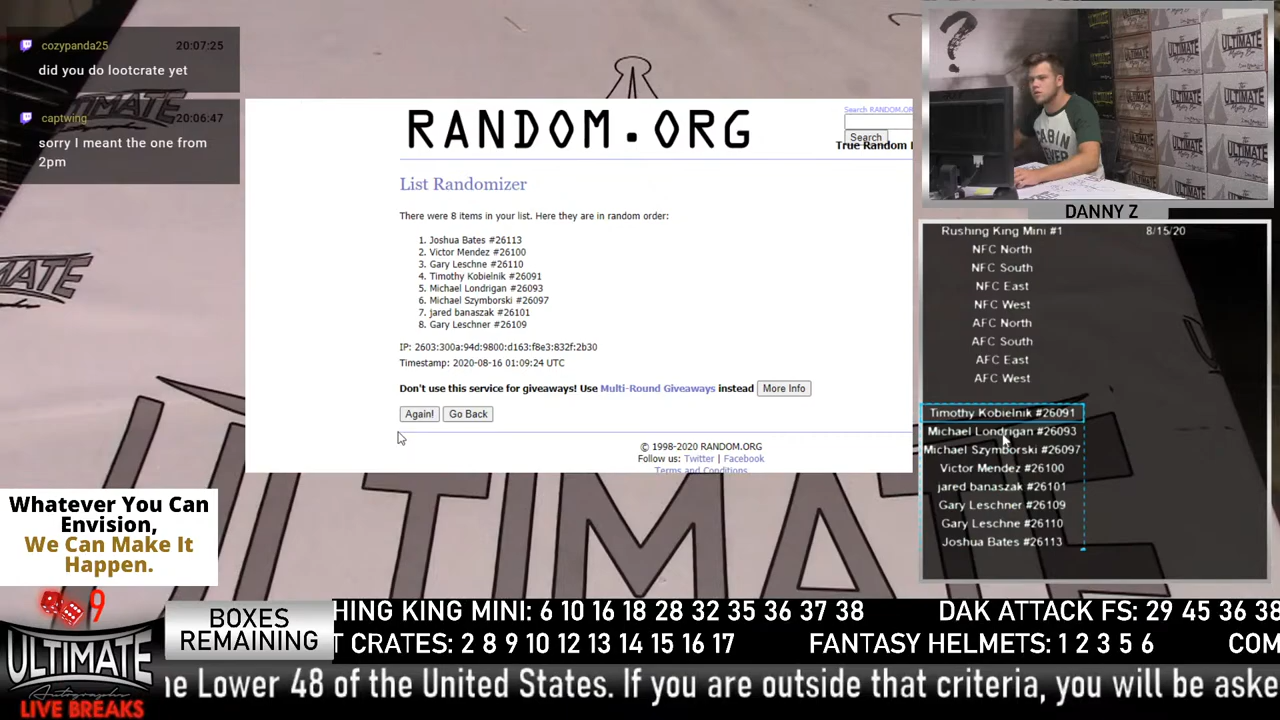 cozypanda25 20:07:25
did you do lootcrate yet
captwing 20:06:47
sorry I meant the one from
2pm
RANDOM.ORG
Search RANDOM.OR
Search
True Random
List Randomizer
There were 8 items in your list. Here they are in random order:
1. Joshua Bates #26113
2. Victor Mendez #26100
3. Gary Leschne #26110
4. Timothy Kobielnik #26091
5. Michael Londrigan #26093
6. Michael Szymborski #26097
7. jared banaszak #26101
8. Gary Leschner #26109
IP: 2603:300a:94d:9800:d163:f8e3:832f:2b30
Timestamp: 2020-08-16 01:09:24 UTC
Don't use this service for giveaways! Use Multi-Round Giveaways instead More Info
Again! Go Back
© 1998-2020 RANDOM.ORG
Follow us: Twitter | Facebook
Terms and Conditions
DANNY Z
Rushing King Mini #1 8/15/20
NFC North
NFC South
NFC East
NFC West
AFC North
AFC South
AFC East
AFC West
Timothy Kobielnik #26091
Michael Londrigan #26093
Michael Szymborski #26097
Victor Mendez #26100
jared banaszak #26101
Gary Leschner #26109
Gary Leschne #26110
Joshua Bates #26113
ULTIMATE
Whatever You Can
Envision,
We Can Make It
Happen.
9
ULTIMATE
Autographs
LIVE BREAKS
BOXES
REMAINING
HING KING MINI: 6 10 16 18 28 32 35 36 37 38 DAK ATTACK FS: 29 45 36 38
T CRATES: 2 8 9 10 12 13 14 15 16 17 FANTASY HELMETS: 1 2 3 5 6 COM
ne Lower 48 of the United States. If you are outside that criteria, you will be aske